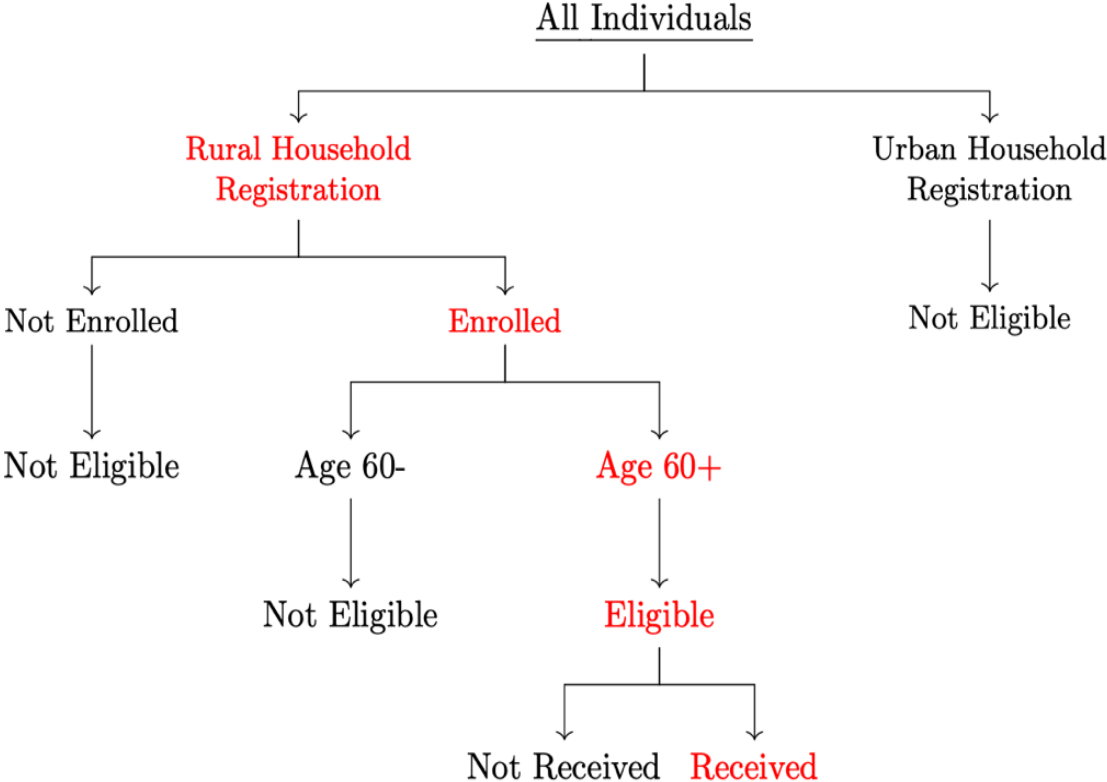 All Individuals
Rural Household
Registration
Urban Household
Registration
Not Enrolled
Enrolled
Not Eligible
Not Eligible
Age 60-
Age 60+
Not Eligible
Eligible
Not Received
Received